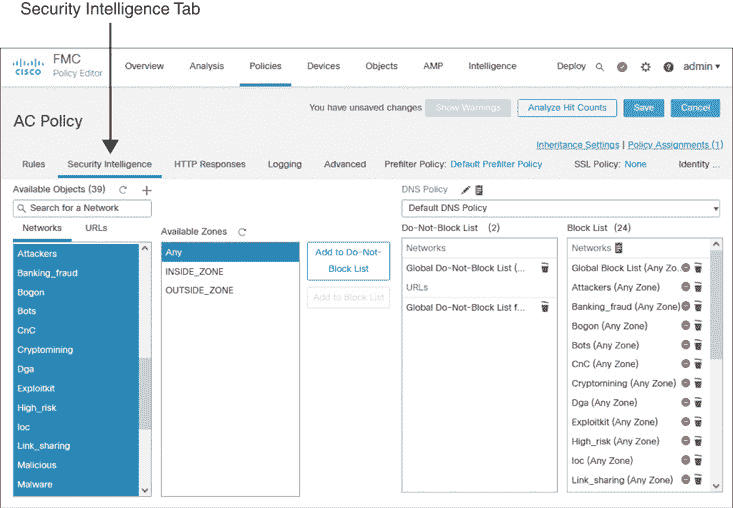 Security Intelligence Tab
CISCO FMC Policy Editor Overview Analysis Policies Devices Objects AMP Intelligence Deploy admin
You have unsaved changes Show Warnings Analyze Hit Counts Save Cancel
AC Policy
Inheritance Settings | Policy Assignments (1)
Rules Security Intelligence HTTP Responses Logging Advanced Prefilter Policy: Default Prefilter Policy SSL Policy: None Identity ...
Available Objects (39)
Search for a Network
Networks URLs
Attackers
Banking_fraud
Bogon
Bots
CnC
Cryptomining
Dga
Exploitkit
High_risk
Ioc
Link_sharing
Malicious
Malware
Available Zones
Any
INSIDE_ZONE
OUTSIDE_ZONE
Add to Do-Not-
Block List
Add to Block List
DNS Policy
Default DNS Policy
Do-Not-Block List (2)
Networks
Global Do-Not-Block List (...
URLs
Global Do-Not-Block List f...
Block List (24)
Networks
Global Block List (Any Zo..
Attackers (Any Zone)
Banking_fraud (Any Zone)
Bogon (Any Zone)
Bots (Any Zone)
CnC (Any Zone)
Cryptomining (Any Zone)
Dga (Any Zone)
Exploitkit (Any Zone)
High_risk (Any Zone)
Ioc (Any Zone)
Link_sharing (Any Zone)